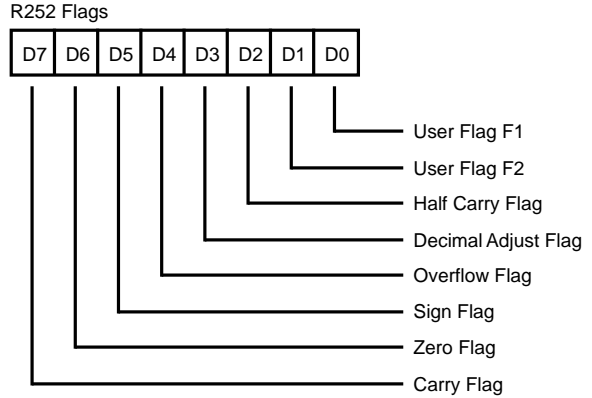 R252 Flags
D7 D6 D5 D4 D3 D2 D1 D0
User Flag F1
User Flag F2
Half Carry Flag
Decimal Adjust Flag
Overflow Flag
Sign Flag
Zero Flag
Carry Flag